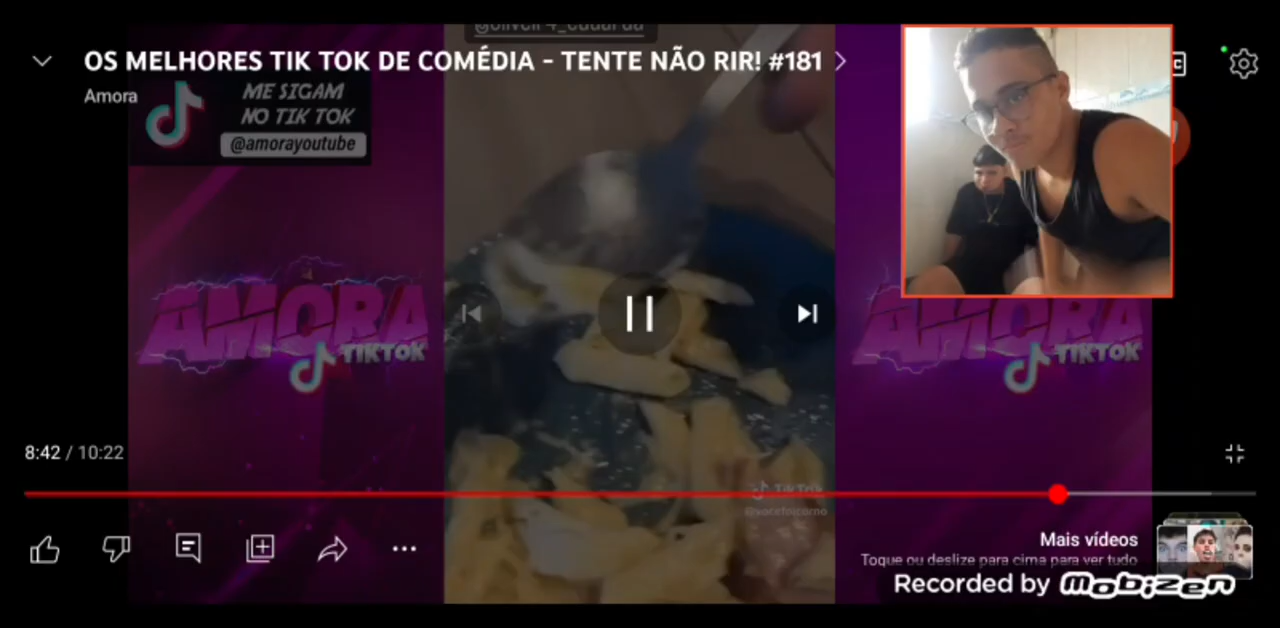 @oliveir4_eduarda
OS MELHORES TIK TOK DE COMÉDIA - TENTE NÃO RIR! #181
Amora
ME SIGAM
NO TIK TOK
@amorayoutube
AMORA
TIKTOK
AMORA
TIKTOK
8:42 / 10:22
TikTok
Mais vídeos
Toque ou deslize para cima para ver tudo
Recorded by mobizen